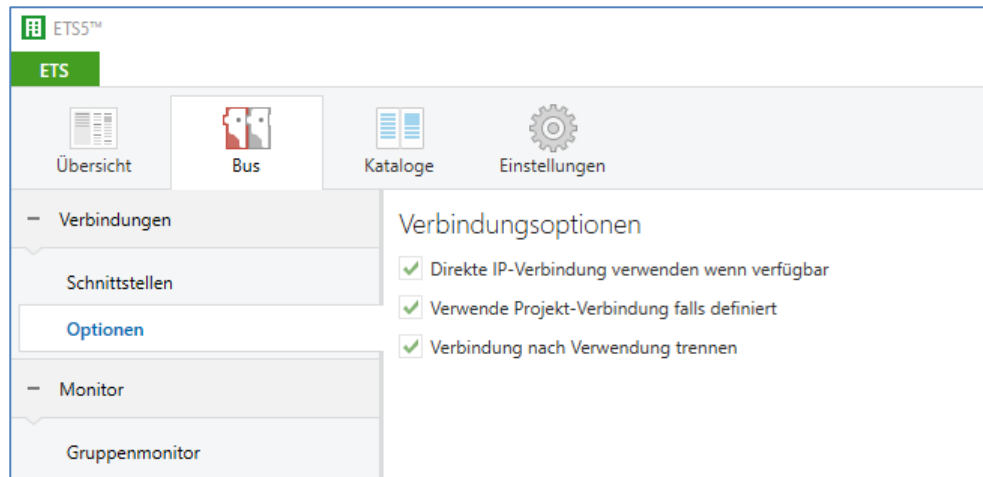 ETS5™
ETS
Übersicht
Bus
Kataloge
Einstellungen
Verbindungen
Schnittstellen
Optionen
Monitor
Gruppenmonitor
Verbindungsoptionen
Direkte IP-Verbindung verwenden wenn verfügbar
Verwende Projekt-Verbindung falls definiert
Verbindung nach Verwendung trennen